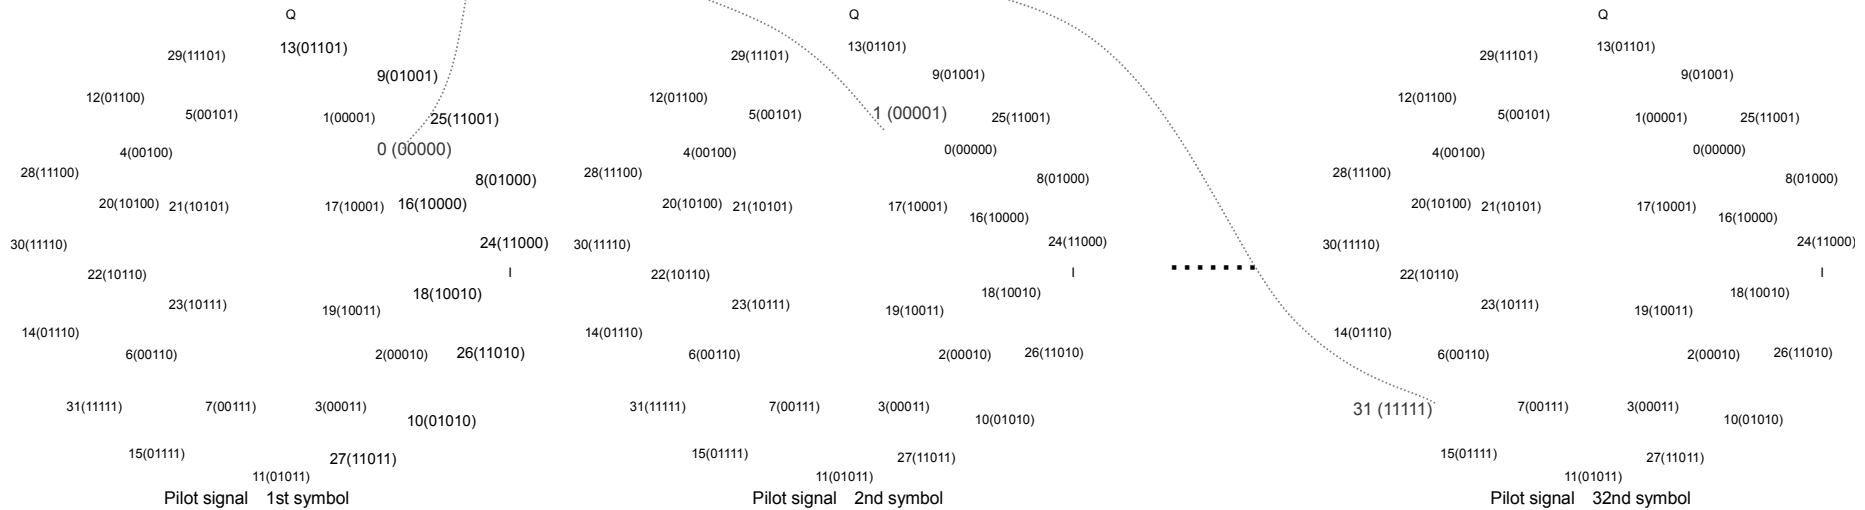 Q Q Q
29(11101) 13(01101) 29(11101) 13(01101) 29(11101) 13(01101)
9(01001) 9(01001) 9(01001)
12(01100) 12(01100) 12(01100)
5(00101) 1(00001) 25(11001) 5(00101) 1 (00001) 25(11001) 5(00101) 1(00001) 25(11001)
4(00100) 0 (00000) 4(00100) 0(00000) 4(00100) 0(00000)
28(11100) 8(01000) 28(11100) 8(01000) 28(11100) 8(01000)
20(10100) 21(10101) 17(10001) 16(10000) 20(10100) 21(10101) 17(10001) 16(10000) 20(10100) 21(10101) 17(10001) 16(10000)
30(11110) 24(11000) 30(11110) 24(11000) 30(11110) 24(11000)
22(10110) I 22(10110) I 22(10110) I
23(10111) 19(10011) 18(10010) 23(10111) 19(10011) 18(10010) 23(10111) 19(10011) 18(10010)
14(01110) 14(01110) 14(01110)
6(00110) 2(00010) 26(11010) 6(00110) 2(00010) 26(11010) 6(00110) 2(00010) 26(11010)
31(11111) 7(00111) 3(00011) 10(01010) 31(11111) 7(00111) 3(00011) 10(01010) 31 (11111) 7(00111) 3(00011) 10(01010)
15(01111) 27(11011) 15(01111) 27(11011) 15(01111) 27(11011)
11(01011) 11(01011) 11(01011)
Pilot signal 1st symbol Pilot signal 2nd symbol Pilot signal 32nd symbol